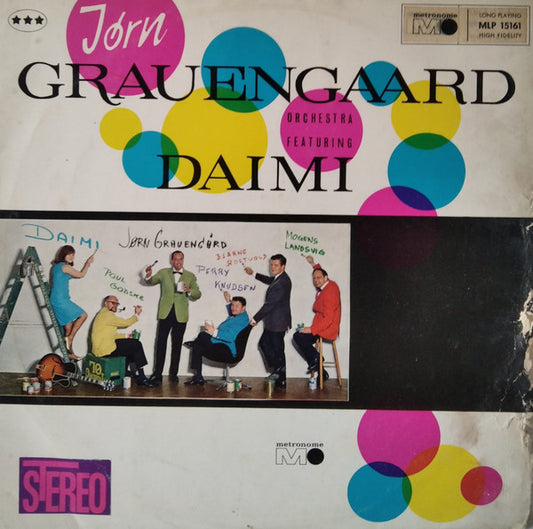 Jørn
GRAUENGAARD
ORCHESTRA
FEATURING
DAIMI
metronome
M
LONG PLAYING
MLP 15161
HIGH FIDELITY
DAIMI
JØRN GRAUENGÅRD
POUL
GODSKE
BJARNE
ROSTVOLD
PERRY
KNUDSEN
MOGENS
LANDSVIG
metronome
M
STEREO